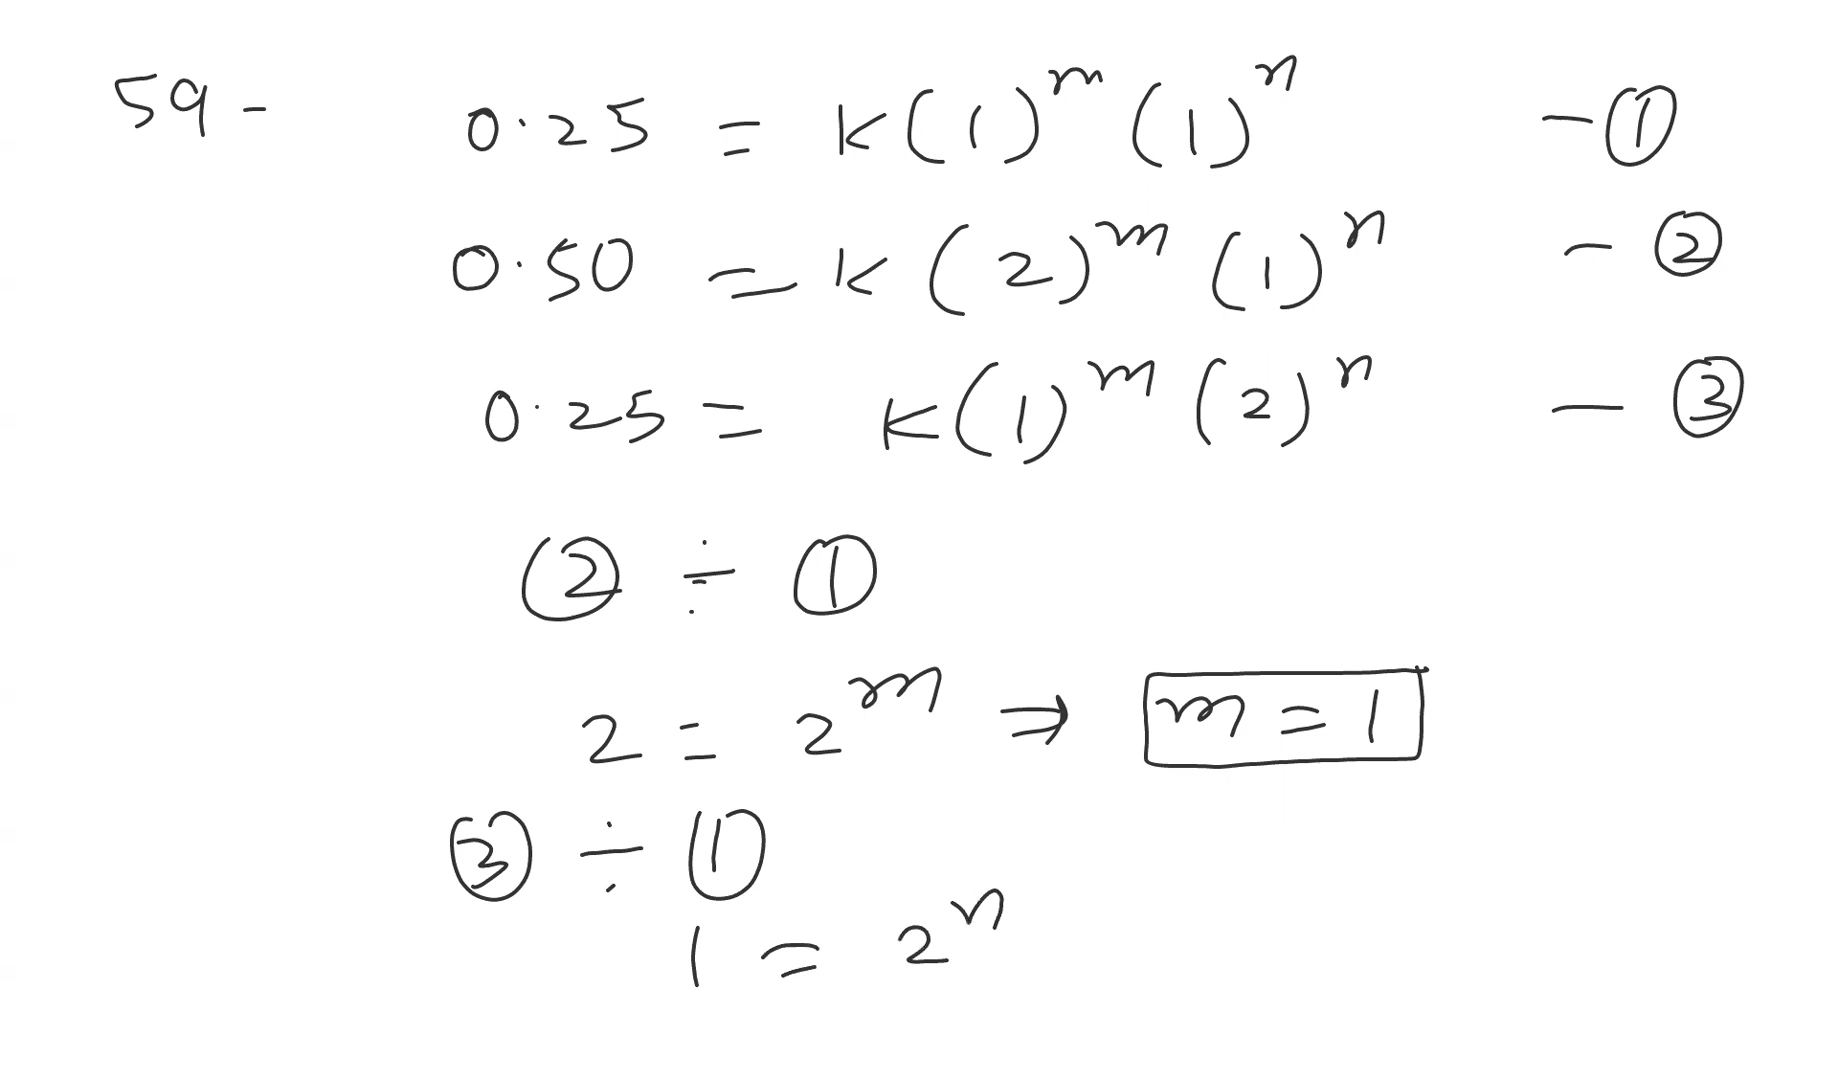 59 - 0.25 = k(1)^m (1)^n - ①
0.50 = k (2)^m (1)^n - ②
0.25 = k(1)^m (2)^n - ③
② ÷ ①
2 = 2^m ⇒ m = 1
③ ÷ ①
1 = 2^n